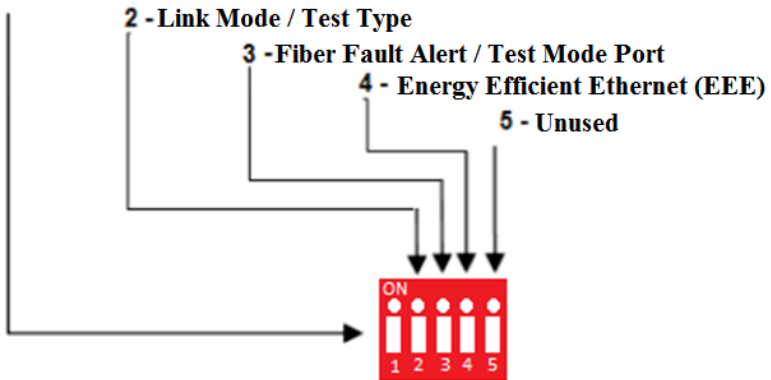 2 - Link Mode / Test Type
3 - Fiber Fault Alert / Test Mode Port
4 - Energy Efficient Ethernet (EEE)
5 - Unused
ON
1 2 3 4 5